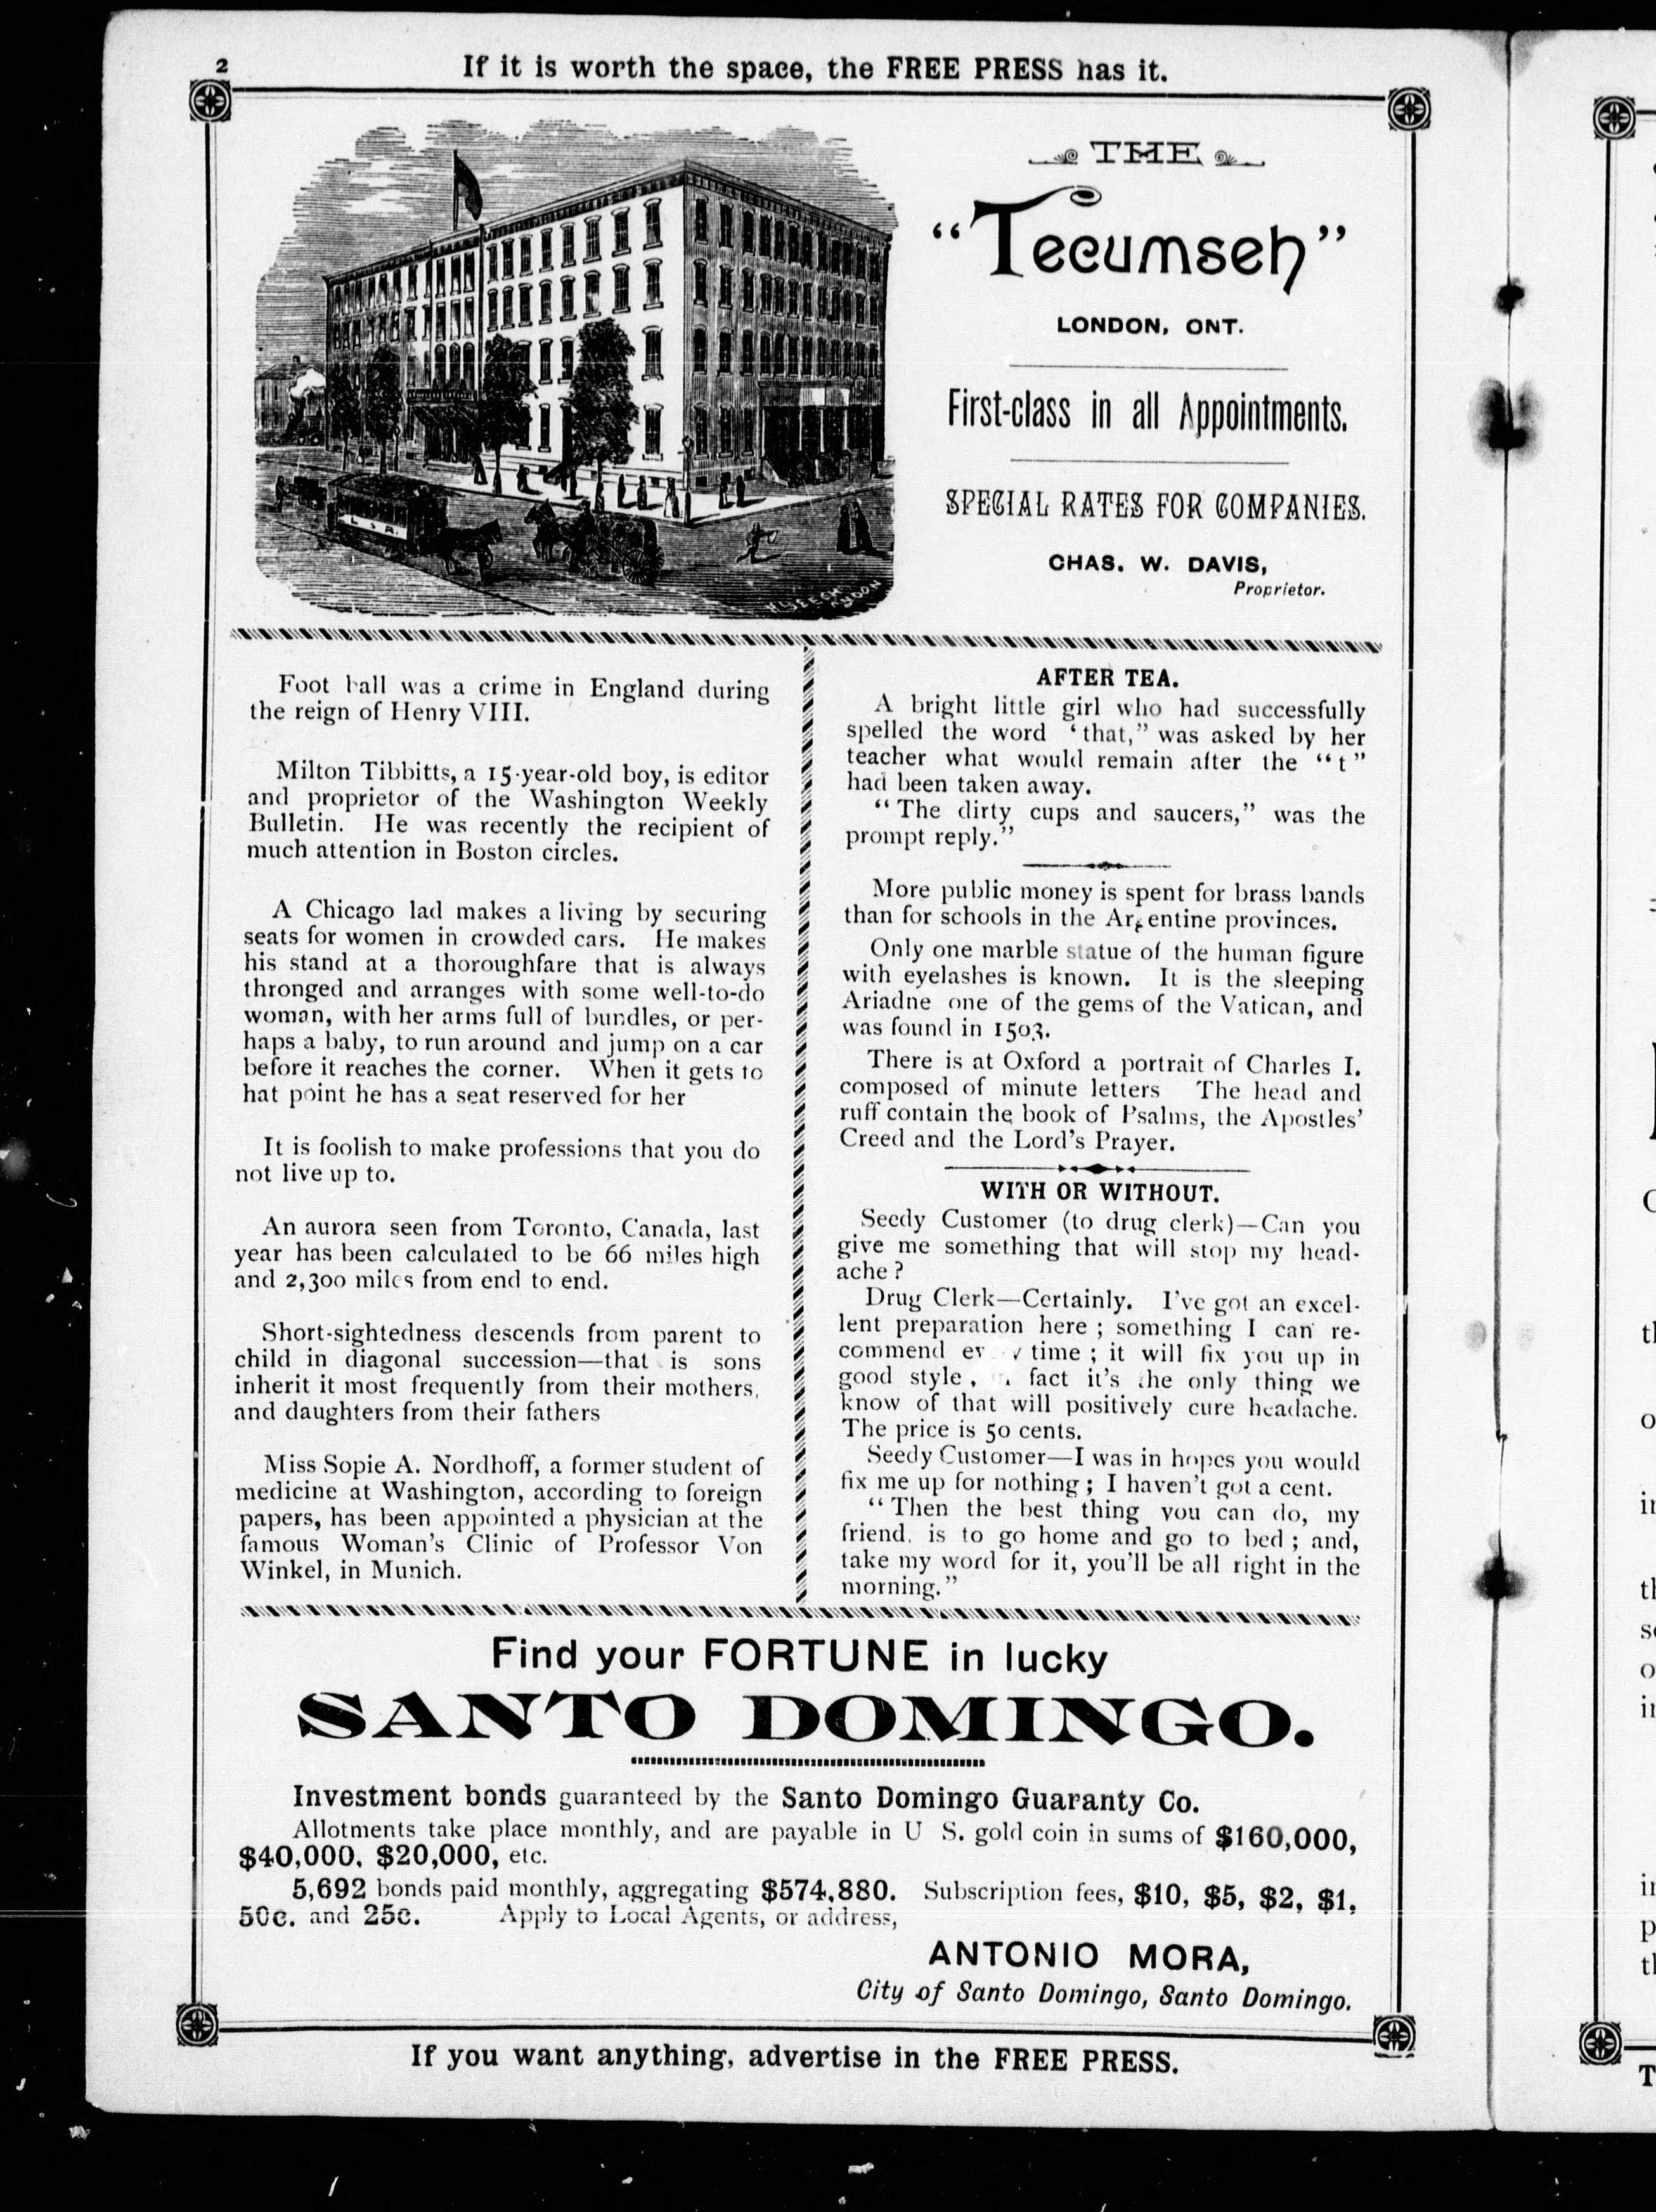 2
If it is worth the space, the FREE PRESS has it.
THE
"Tecumseh"
LONDON, ONT.
First-class in all Appointments.
SPECIAL RATES FOR COMPANIES.
CHAS. W. DAVIS,
Proprietor.
Foot ball was a crime in England during
the reign of Henry VIII.
Milton Tibbitts, a 15-year-old boy, is editor
and proprietor of the Washington Weekly
Bulletin. He was recently the recipient of
much attention in Boston circles.
A Chicago lad makes a living by securing
seats for women in crowded cars. He makes
his stand at a thoroughfare that is always
thronged and arranges with some well-to-do
woman, with her arms full of bundles, or per-
haps a baby, to run around and jump on a car
before it reaches the corner. When it gets to
hat point he has a seat reserved for her
It is foolish to make professions that you do
not live up to.
An aurora seen from Toronto, Canada, last
year has been calculated to be 66 miles high
and 2,300 miles from end to end.
Short-sightedness descends from parent to
child in diagonal succession—that is sons
inherit it most frequently from their mothers,
and daughters from their fathers
Miss Sopie A. Nordhoff, a former student of
medicine at Washington, according to foreign
papers, has been appointed a physician at the
famous Woman's Clinic of Professor Von
Winkel, in Munich.
AFTER TEA.
A bright little girl who had successfully
spelled the word 'that," was asked by her
teacher what would remain after the "t"
had been taken away.
"The dirty cups and saucers," was the
prompt reply."
More public money is spent for brass bands
than for schools in the Argentine provinces.
Only one marble statue of the human figure
with eyelashes is known. It is the sleeping
Ariadne one of the gems of the Vatican, and
was found in 1503.
There is at Oxford a portrait of Charles I.
composed of minute letters The head and
ruff contain the book of Psalms, the Apostles'
Creed and the Lord's Prayer.
WITH OR WITHOUT.
Seedy Customer (to drug clerk)—Can you
give me something that will stop my head-
ache?
Drug Clerk—Certainly. I've got an excel-
lent preparation here; something I can re-
commend time; it will fix you up in
good style, fact it's the only thing we
know of that will positively cure headache.
The price is 50 cents.
Seedy Customer—I was in hopes you would
fix me up for nothing; I haven't got a cent.
"Then the best thing you can do, my
friend, is to go home and go to bed; and,
take my word for it, you'll be all right in the
morning."
Find your FORTUNE in lucky
SANTO DOMINGO.
Investment bonds guaranteed by the Santo Domingo Guaranty Co.
Allotments take place monthly, and are payable in U S. gold coin in sums of $160,000,
$40,000, $20,000, etc.
5,692 bonds paid monthly, aggregating $574,880. Subscription fees, $10, $5, $2, $1,
50c. and 25c. Apply to Local Agents, or address,
ANTONIO MORA,
City of Santo Domingo, Santo Domingo.
If you want anything, advertise in the FREE PRESS.